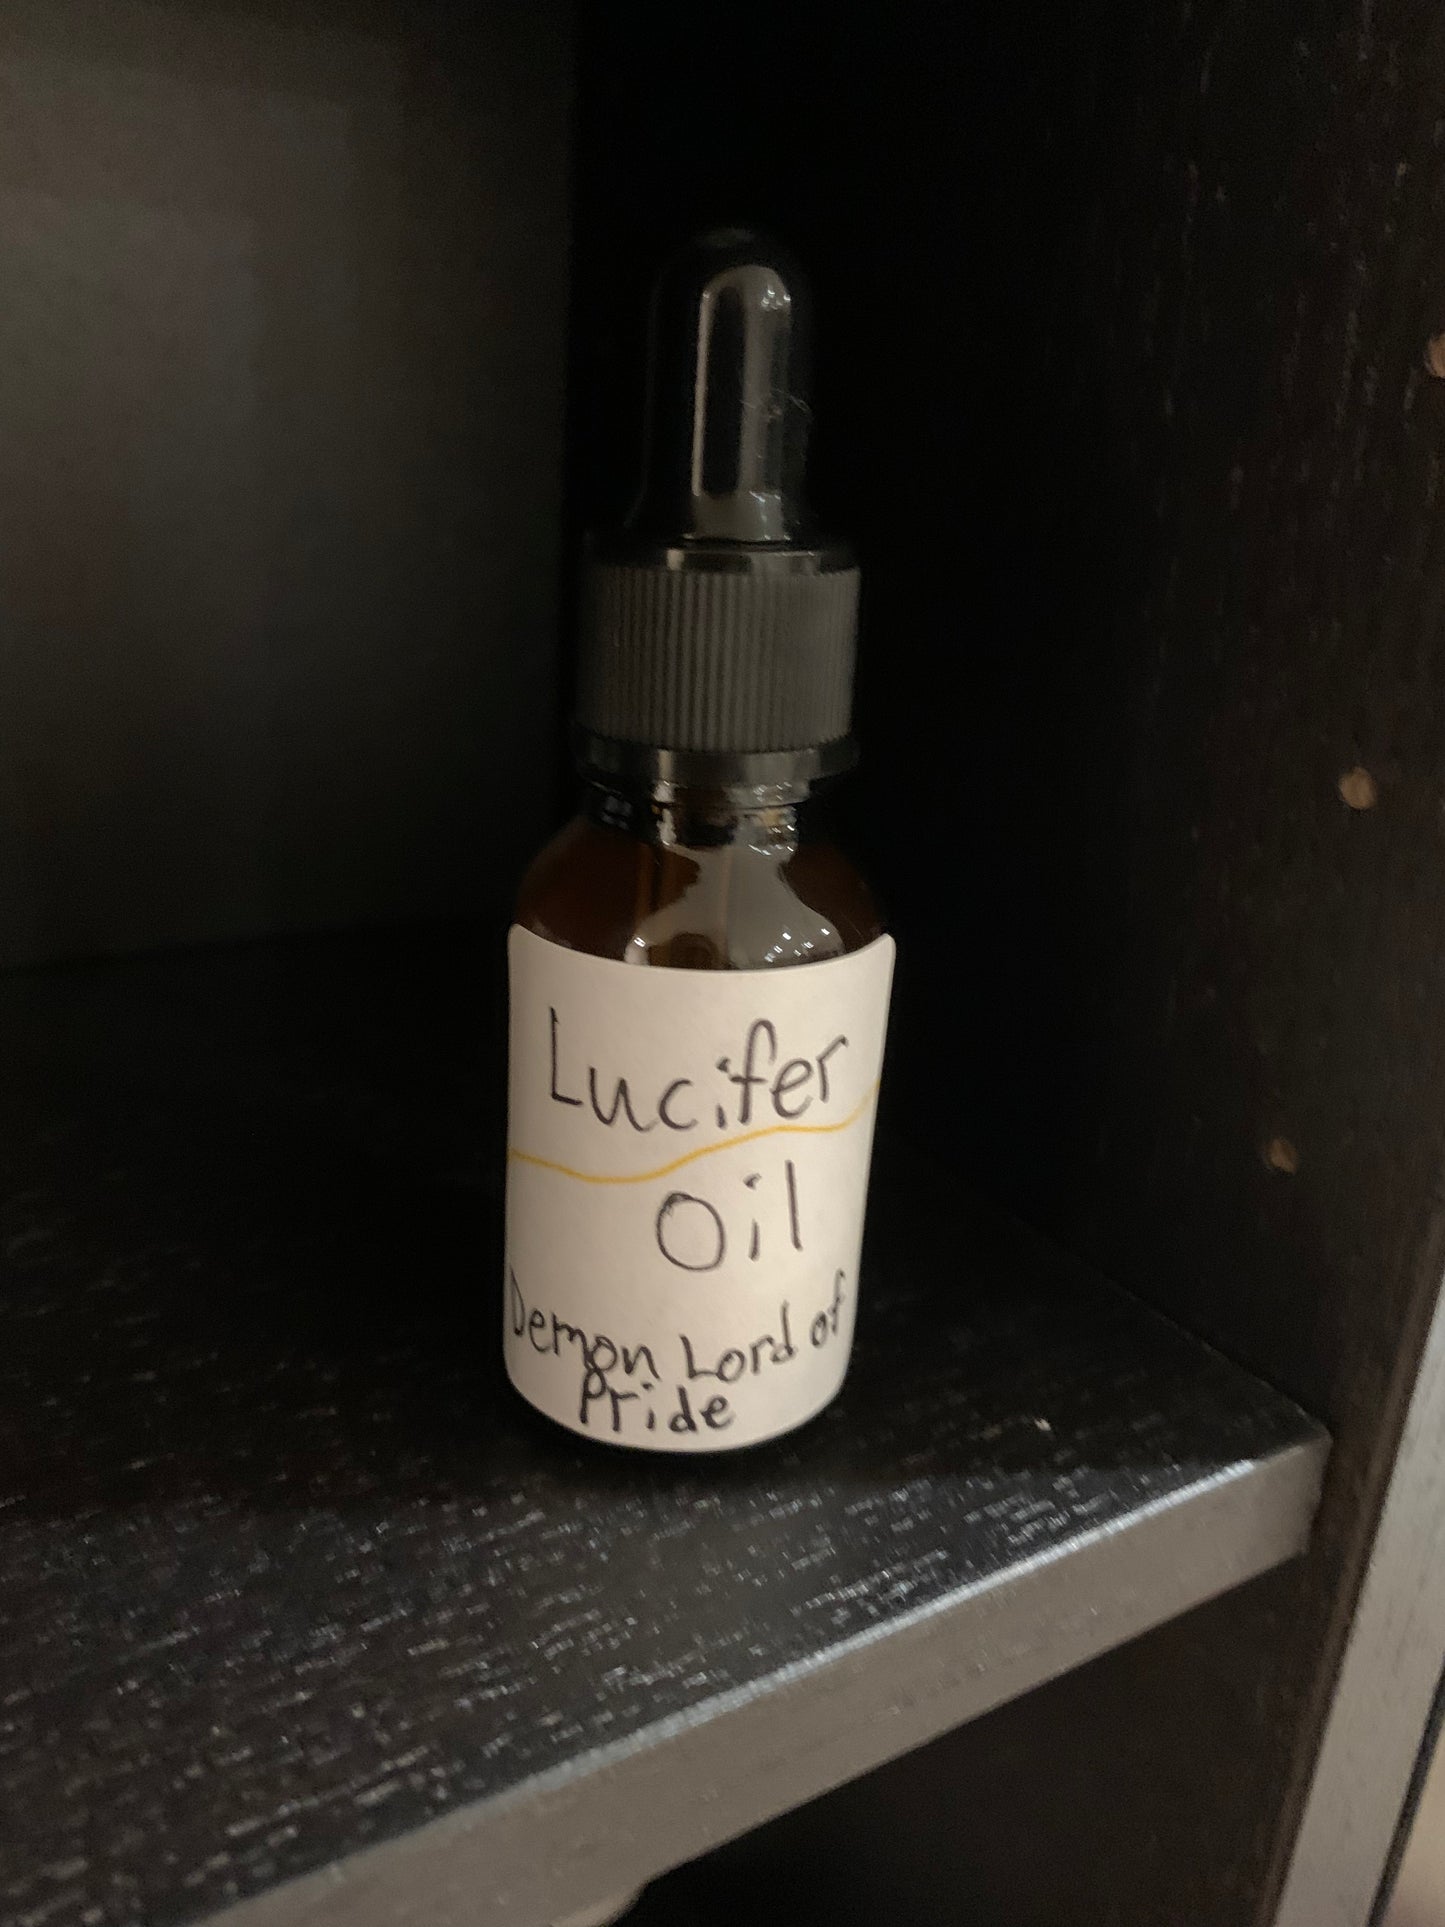 Lucifer
Oil
Demon Lord of
Pride